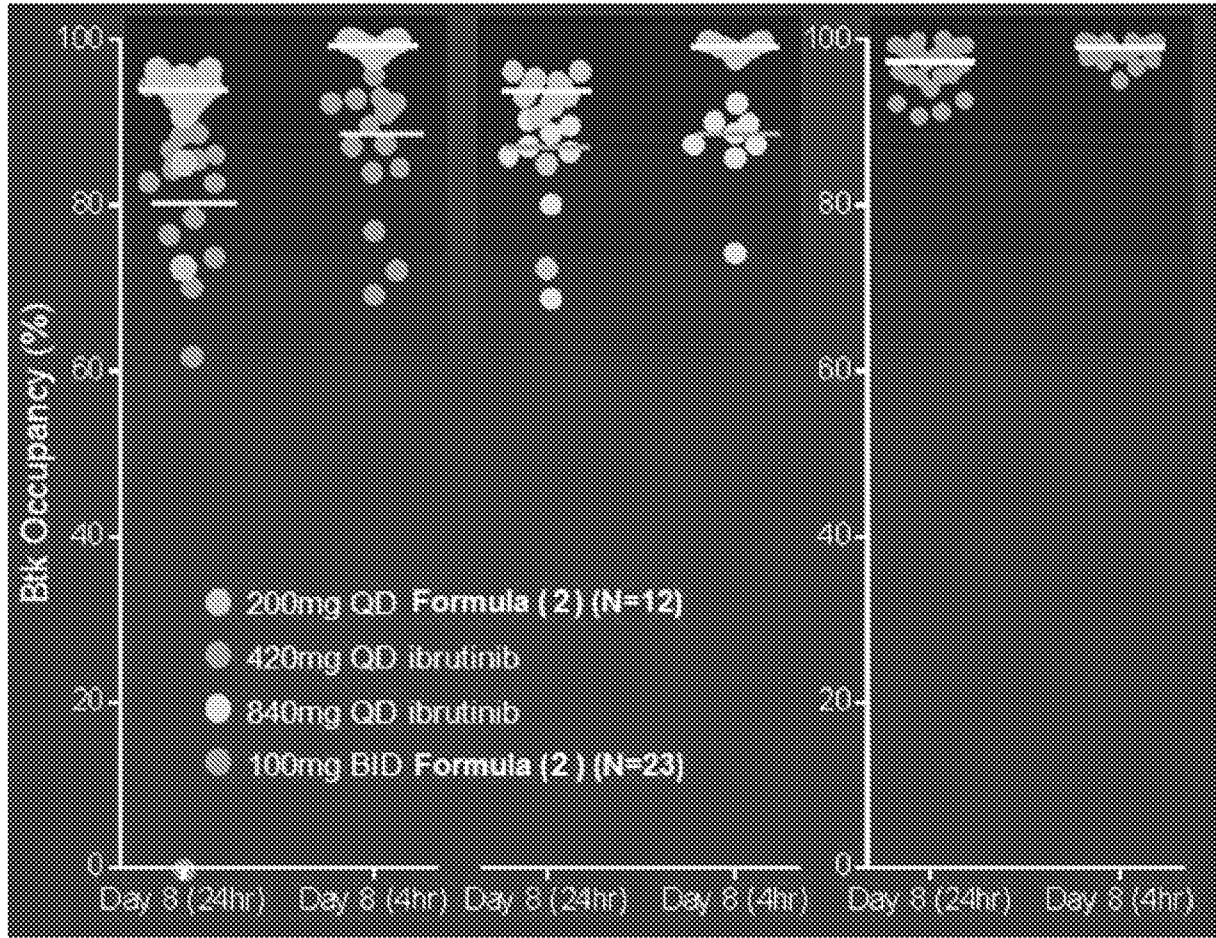 Btk Occupancy (%)
100
80
60
40
20
0
200mg QD Formula (2) (N=12)
420mg QD ibrutinib
840mg QD ibrutinib
100mg BID Formula (2) (N=23)
Day 8 (24hr) Day 8 (4hr) Day 8 (24hr) Day 8 (4hr)
100
80
60
40
20
0
Day 8 (24hr) Day 8 (4hr)